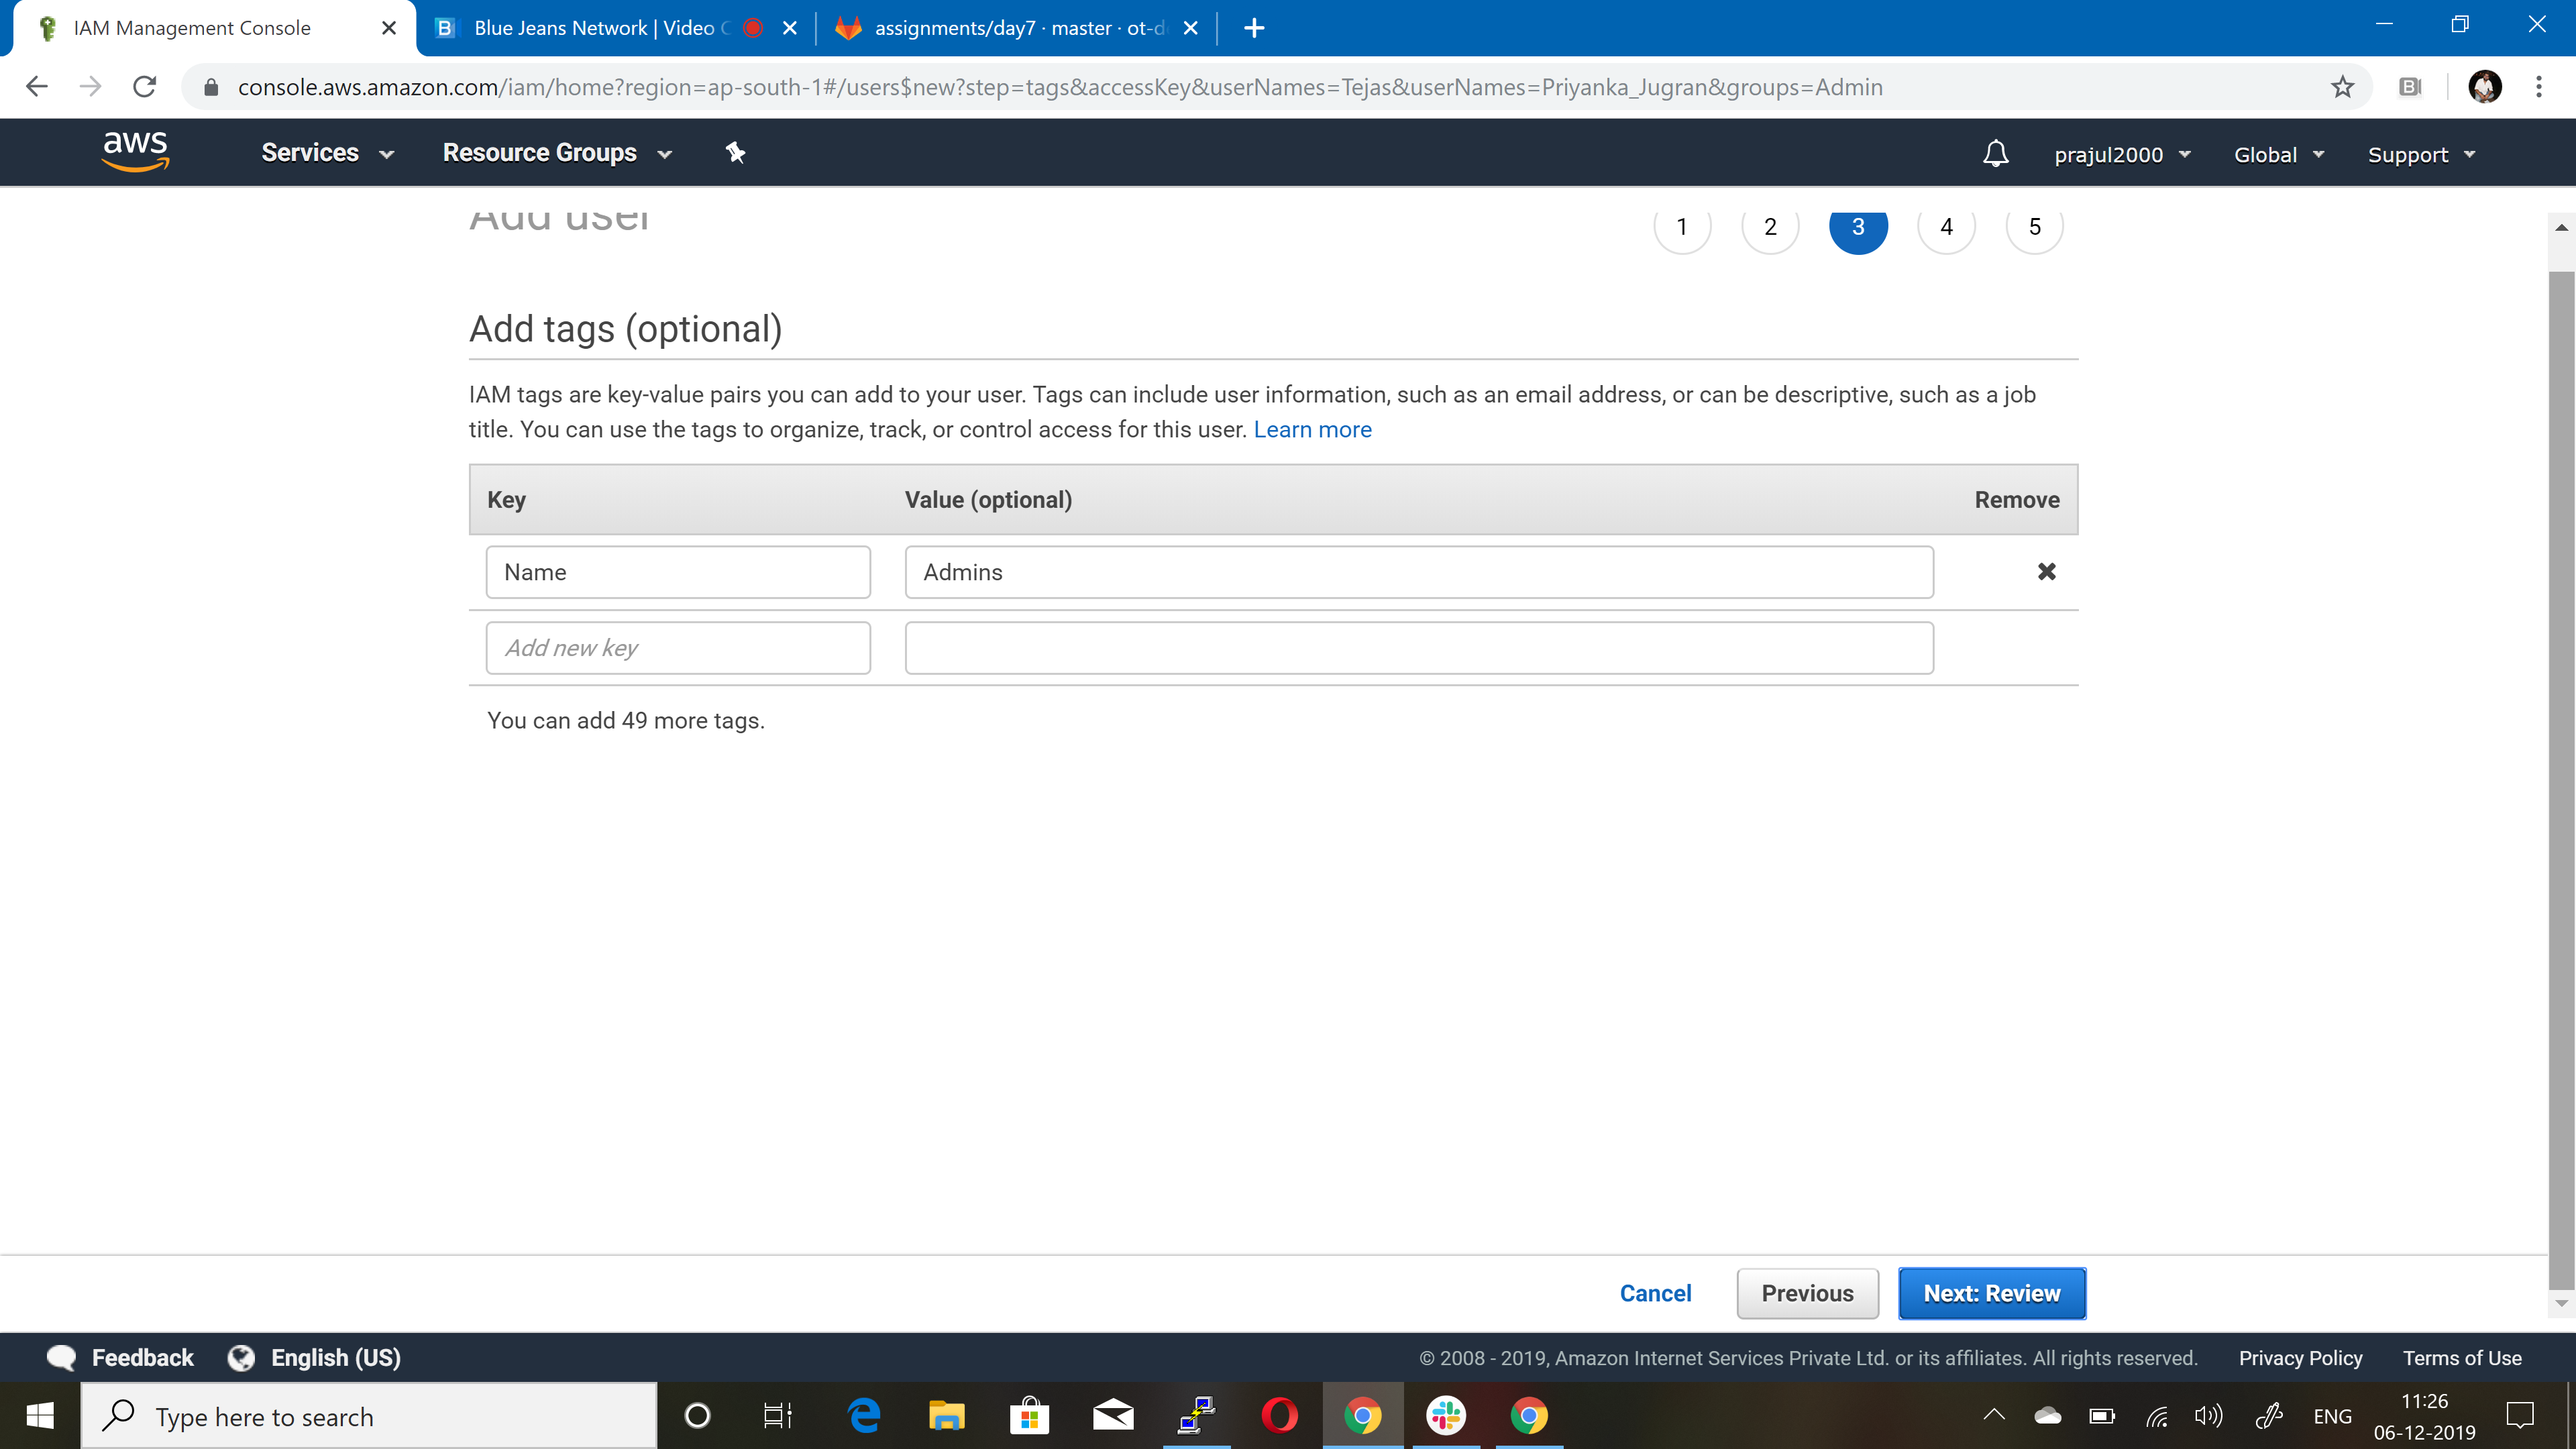 IAM Management Console
Blue Jeans Network | Video C
assignments/day7 · master · ot-d
console.aws.amazon.com/iam/home?region=ap-south-1#/users$new?step=tags&accessKey&userNames=Tejas&userNames=Priyanka_Jugran&groups=Admin
aws Services Resource Groups prajul2000 Global Support
Add user 1 2 3 4 5
Add tags (optional)
IAM tags are key-value pairs you can add to your user. Tags can include user information, such as an email address, or can be descriptive, such as a job
title. You can use the tags to organize, track, or control access for this user. Learn more
Key Value (optional) Remove
Name Admins
Add new key
You can add 49 more tags.
Cancel Previous Next: Review
Feedback English (US) © 2008 - 2019, Amazon Internet Services Private Ltd. or its affiliates. All rights reserved. Privacy Policy Terms of Use
Type here to search
ENG
11:26
06-12-2019